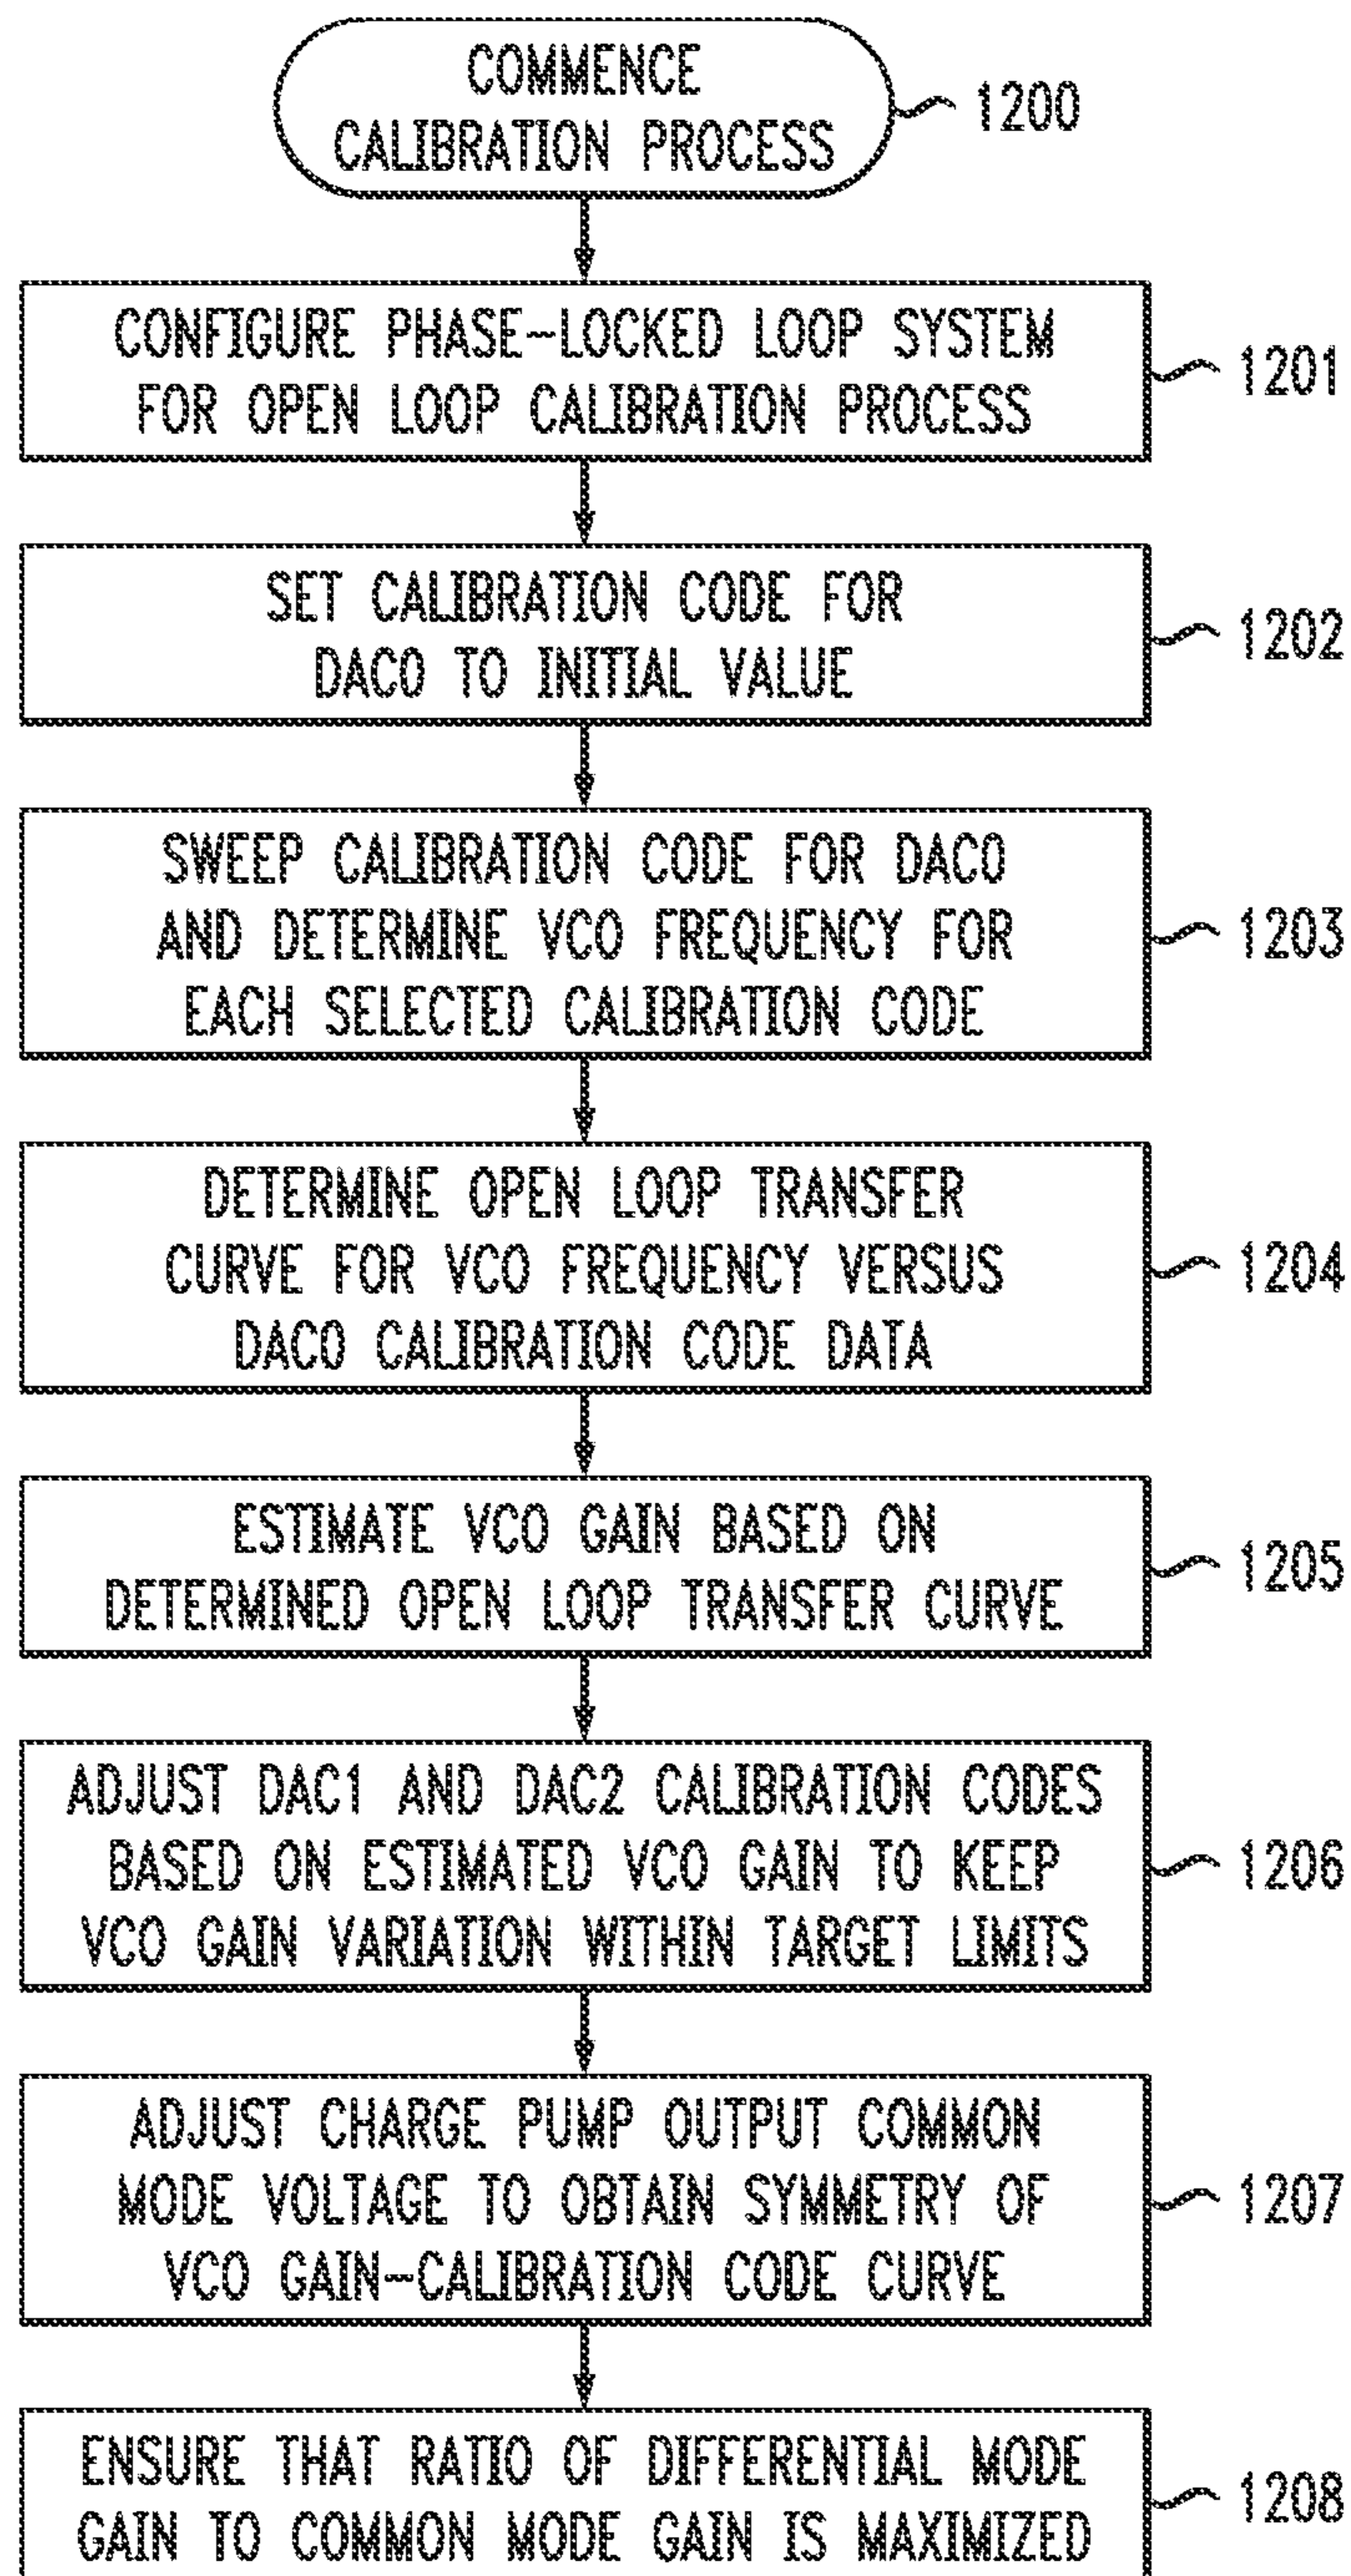 COMMENCE
CALIBRATION PROCESS
1200
CONFIGURE PHASE-LOCKED LOOP SYSTEM
FOR OPEN LOOP CALIBRATION PROCESS
1201
SET CALIBRATION CODE FOR
DAC0 TO INITIAL VALUE
1202
SWEEP CALIBRATION CODE FOR DAC0
AND DETERMINE VCO FREQUENCY FOR
EACH SELECTED CALIBRATION CODE
1203
DETERMINE OPEN LOOP TRANSFER
CURVE FOR VCO FREQUENCY VERSUS
DAC0 CALIBRATION CODE DATA
1204
ESTIMATE VCO GAIN BASED ON
DETERMINED OPEN LOOP TRANSFER CURVE
1205
ADJUST DAC1 AND DAC2 CALIBRATION CODES
BASED ON ESTIMATED VCO GAIN TO KEEP
VCO GAIN VARIATION WITHIN TARGET LIMITS
1206
ADJUST CHARGE PUMP OUTPUT COMMON
MODE VOLTAGE TO OBTAIN SYMMETRY OF
VCO GAIN-CALIBRATION CODE CURVE
1207
ENSURE THAT RATIO OF DIFFERENTIAL MODE
GAIN TO COMMON MODE GAIN IS MAXIMIZED
1208